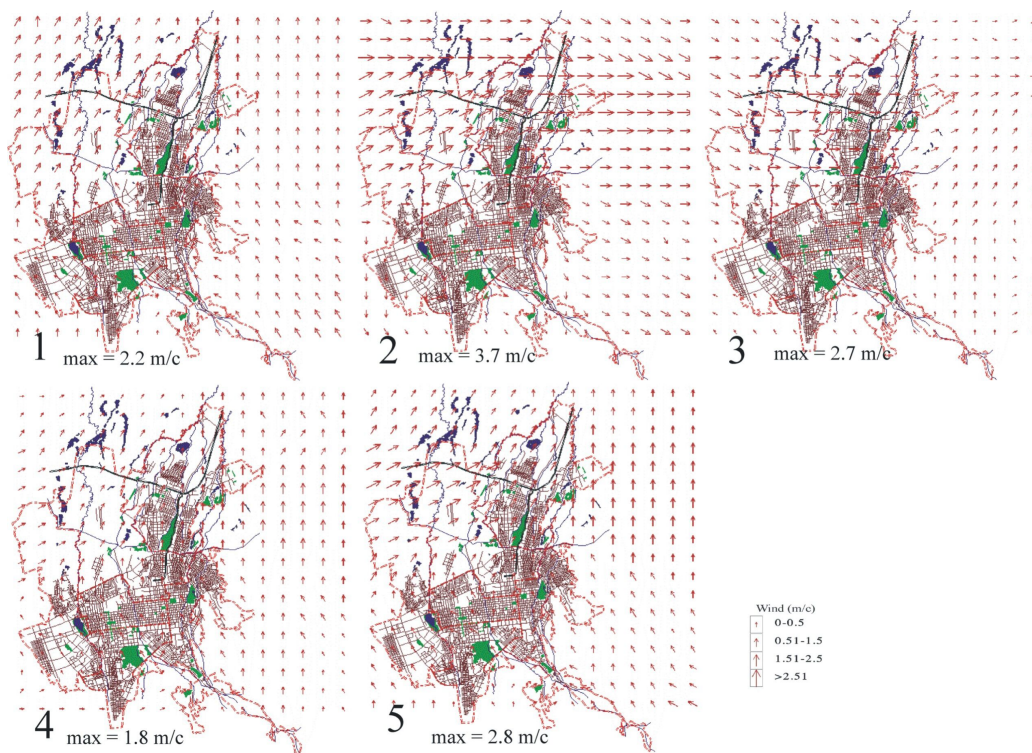 1
max = 2.2 m/c
2
max = 3.7 m/c
3
max = 2.7 m/c
4
max = 1.8 m/c
5
max = 2.8 m/c
Wind (m/c)
0-0.5
0.51-1.5
1.51-2.5
>2.51